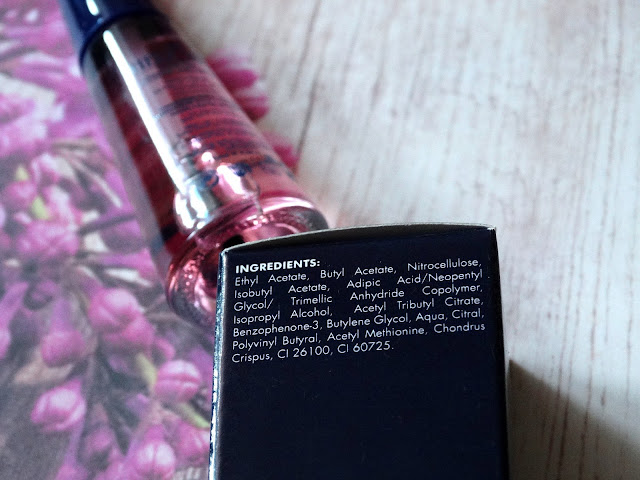 INGREDIENTS:
Ethyl Acetate, Butyl Acetate, Nitrocellulose,
Isobutyl Acetate, Adipic Acid/Neopentyl
Glycol/ Trimellic Anhydride Copolymer,
Isopropyl Alcohol, Acetyl Tributyl Citrate,
Benzophenone-3, Butylene Glycol, Aqua, Citral,
Polyvinyl Butyral, Acetyl Methionine, Chondrus
Crispus, CI 26100, CI 60725.